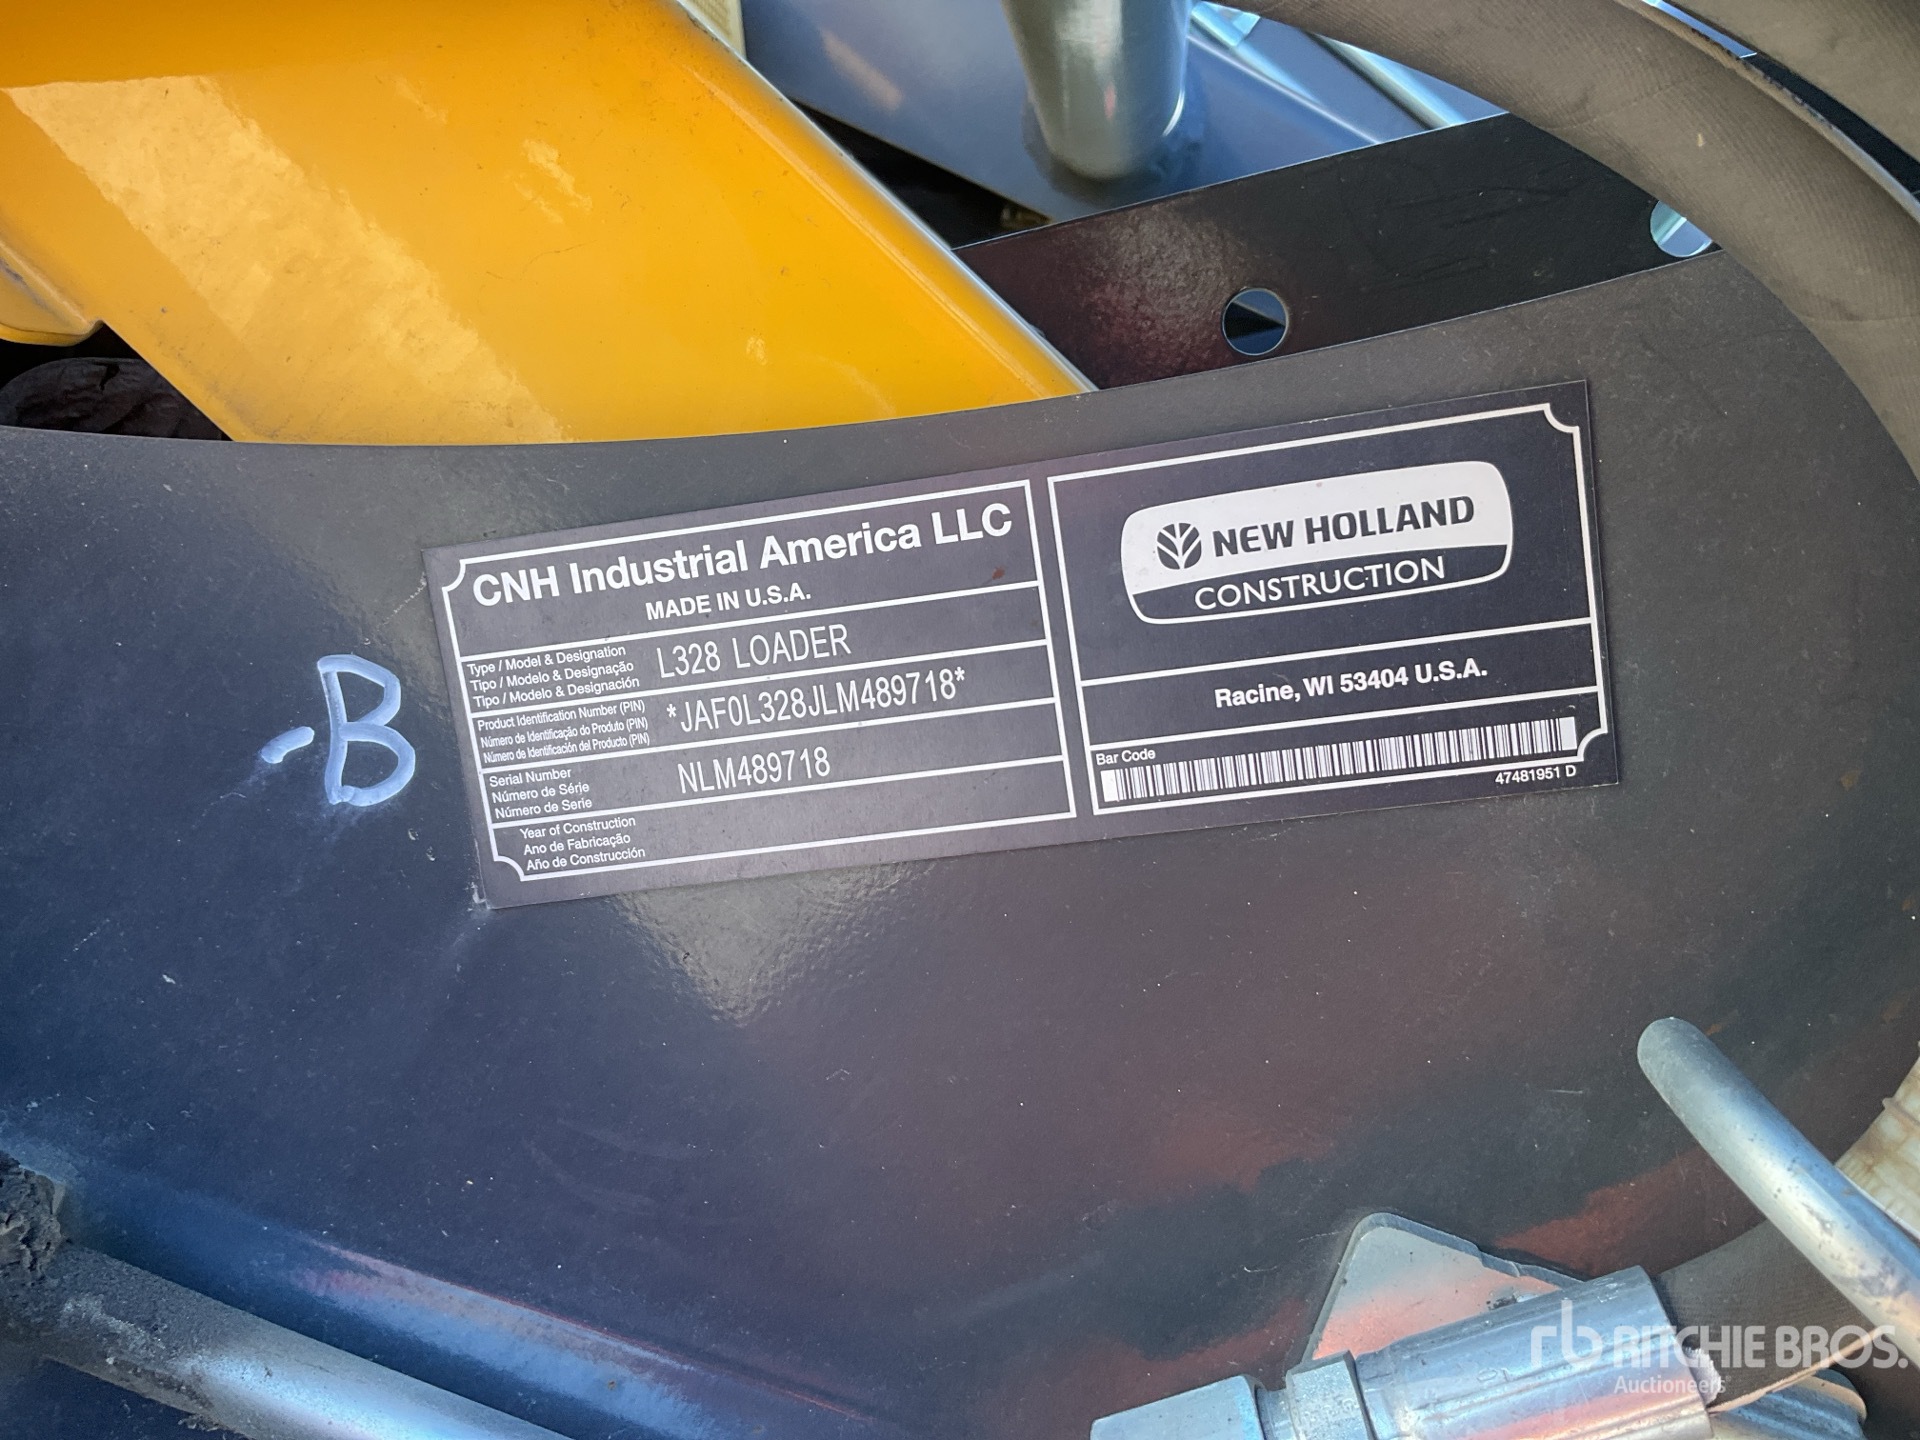 -B
CNH Industrial America LLC
MADE IN U.S.A.
Type / Model & Designation
Tipo / Modelo & Designação
Tipo / Modelo & Designación
L328 LOADER
Product Identification Number (PIN)
Número de Identificação do Produto (PIN)
Número de Identificación del Producto (PIN)
*JAF0L328JLM489718*
Serial Number
Número de Série
Número de Serie
NLM489718
Year of Construction
Ano de Fabricação
Año de Construcción
NEW HOLLAND
CONSTRUCTION
Racine, WI 53404 U.S.A.
Bar Code
47481951 D
rb RITCHIE BROS.
Auctioneers